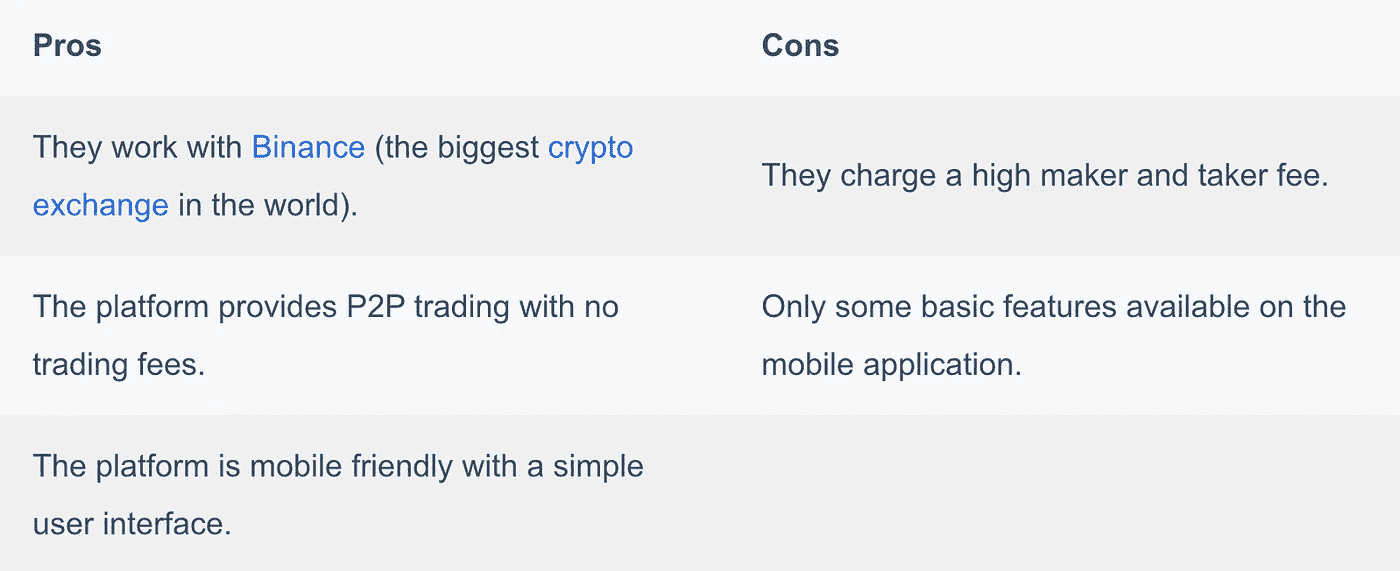 Pros
Cons
They work with Binance (the biggest crypto
exchange in the world).
They charge a high maker and taker fee.
The platform provides P2P trading with no
trading fees.
Only some basic features available on the
mobile application.
The platform is mobile friendly with a simple
user interface.